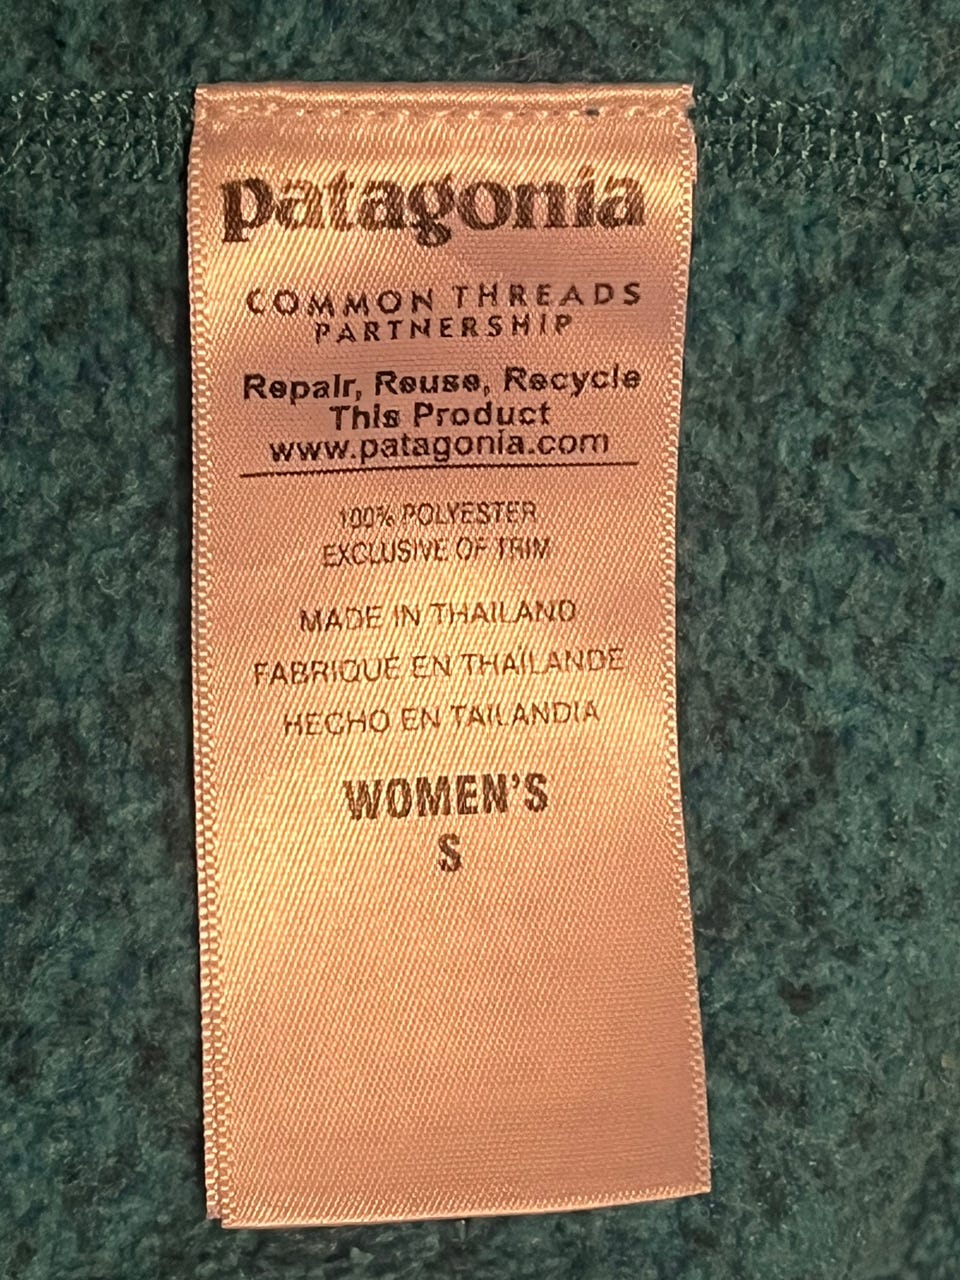 patagonia
COMMON THREADS
PARTNERSHIP
Repair, Reuse, Recycle
This Product
www.patagonia.com
100% POLYESTER
EXCLUSIVE OF TRIM
MADE IN THAILAND
FABRIQUÉ EN THAÏLANDE
HECHO EN TAILANDIA
WOMEN'S
S